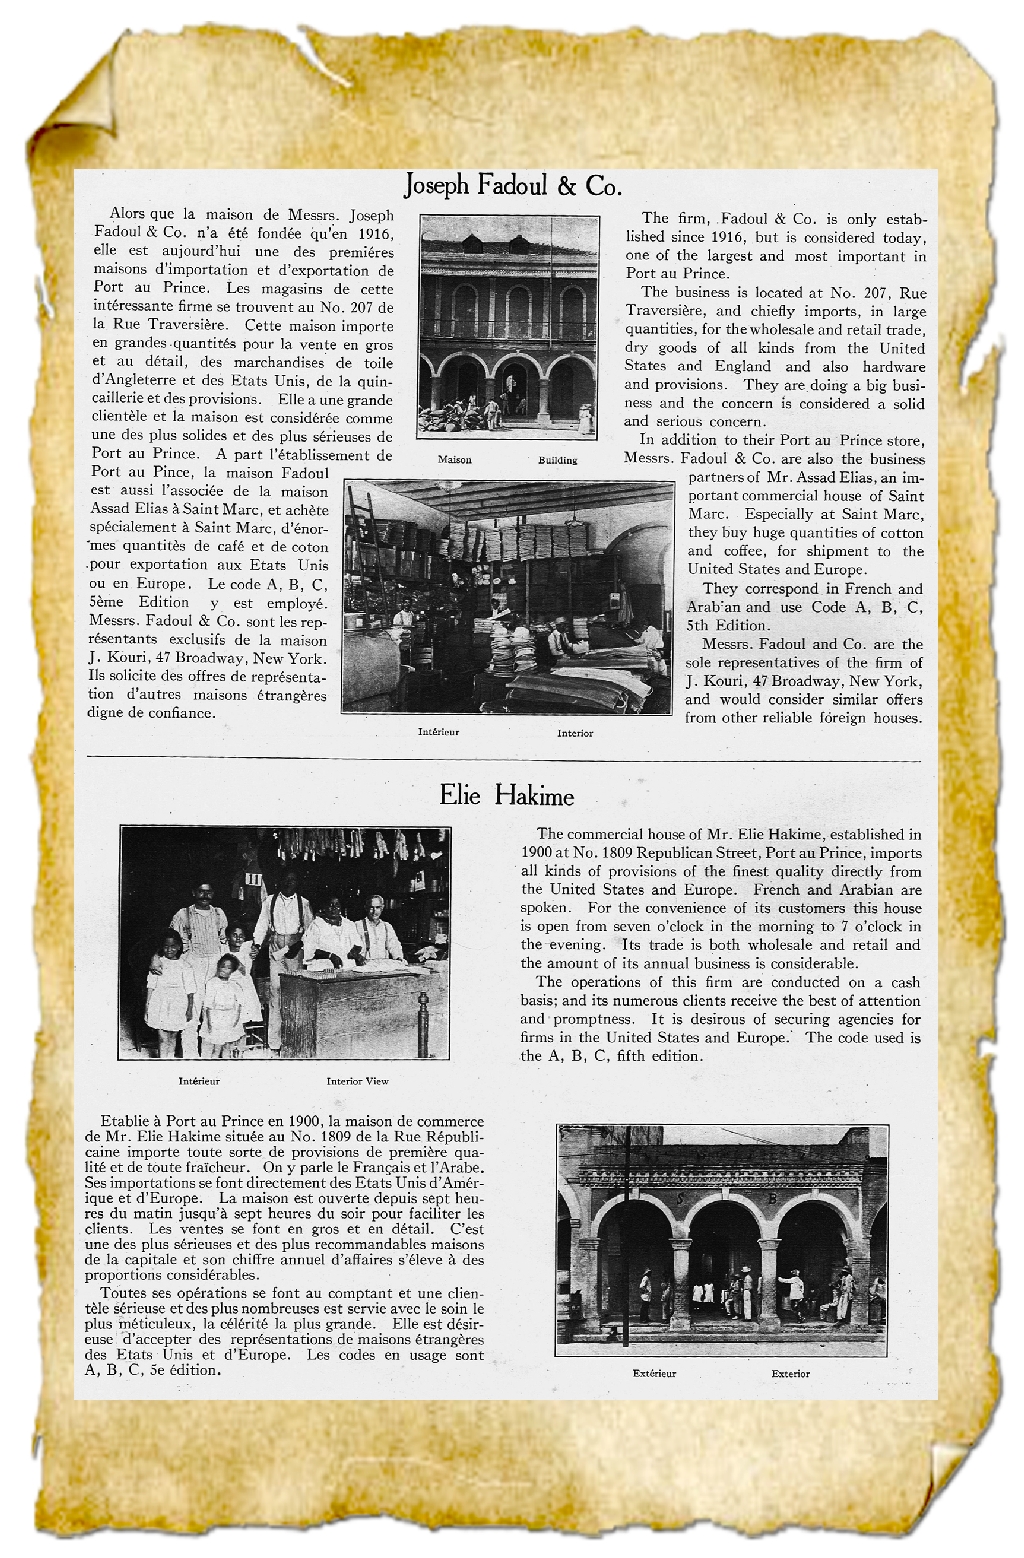 Joseph Fadoul & Co.
Alors que la maison de Messrs. Joseph
Fadoul & Co. n'a été fondée qu'en 1916,
elle est aujourd'hui une des premiéres
maisons d'importation et d'exportation de
Port au Prince. Les magasins de cette
intéressante firme se trouvent au No. 207 de
la Rue Traversière. Cette maison importe
en grandes quantités pour la vente en gros
et au détail, des marchandises de toile
d'Angleterre et des Etats Unis, de la quin-
caillerie et des provisions. Elle a une grande
clientèle et la maison est considérée comme
une des plus solides et des plus sérieuses de
Port au Prince. A part l'établissement de
Port au Pince, la maison Fadoul
est aussi l'associée de la maison
Assad Elias à Saint Marc, et achète
spécialement à Saint Marc, d'énor-
mes quantitès de café et de coton
pour exportation aux Etats Unis
ou en Europe. Le code A, B, C,
5ème Edition y est employé.
Messrs. Fadoul & Co. sont les rep-
résentants exclusifs de la maison
J. Kouri, 47 Broadway, New York.
Ils solicite des offres de représenta-
tion d'autres maisons étrangères
digne de confiance.
Maison Building
Intérieur Interior
The firm, Fadoul & Co. is only estab-
lished since 1916, but is considered today,
one of the largest and most important in
Port au Prince.
The business is located at No. 207, Rue
Traversière, and chiefly imports, in large
quantities, for the wholesale and retail trade,
dry goods of all kinds from the United
States and England and also hardware
and provisions. They are doing a big busi-
ness and the concern is considered a solid
and serious concern.
In addition to their Port au Prince store,
Messrs. Fadoul & Co. are also the business
partners of Mr. Assad Elias, an im-
portant commercial house of Saint
Marc. Especially at Saint Marc,
they buy huge quantities of cotton
and coffee, for shipment to the
United States and Europe.
They correspond in French and
Arab'an and use Code A, B, C,
5th Edition.
Messrs. Fadoul and Co. are the
sole representatives of the firm of
J. Kouri, 47 Broadway, New York,
and would consider similar offers
from other reliable foreign houses.
Elie Hakime
Intérieur Interior View
The commercial house of Mr. Elie Hakime, established in
1900 at No. 1809 Republican Street, Port au Prince, imports
all kinds of provisions of the finest quality directly from
the United States and Europe. French and Arabian are
spoken. For the convenience of its customers this house
is open from seven o'clock in the morning to 7 o'clock in
the evening. Its trade is both wholesale and retail and
the amount of its annual business is considerable.
The operations of this firm are conducted on a cash
basis; and its numerous clients receive the best of attention
and promptness. It is desirous of securing agencies for
firms in the United States and Europe. The code used is
the A, B, C, fifth edition.
Etablie à Port au Prince en 1900, la maison de commerce
de Mr. Elie Hakime située au No. 1809 de la Rue Républi-
caine importe toute sorte de provisions de première qua-
lité et de toute fraîcheur. On y parle le Français et l'Arabe.
Ses importations se font directement des Etats Unis d'Amér-
ique et d'Europe. La maison est ouverte depuis sept heu-
res du matin jusqu'à sept heures du soir pour faciliter les
clients. Les ventes se font en gros et en détail. C'est
une des plus sérieuses et des plus recommandables maisons
de la capitale et son chiffre annuel d'affaires s'éleve à des
proportions considérables.
Toutes ses opérations se font au comptant et une clien-
tèle sérieuse et des plus nombreuses est servie avec le soin le
plus méticuleux, la célérité la plus grande. Elle est désir-
euse d'accepter des représentations de maisons étrangères
des Etats Unis et d'Europe. Les codes en usage sont
A, B, C, 5e édition.
S B
Extérieur Exterior